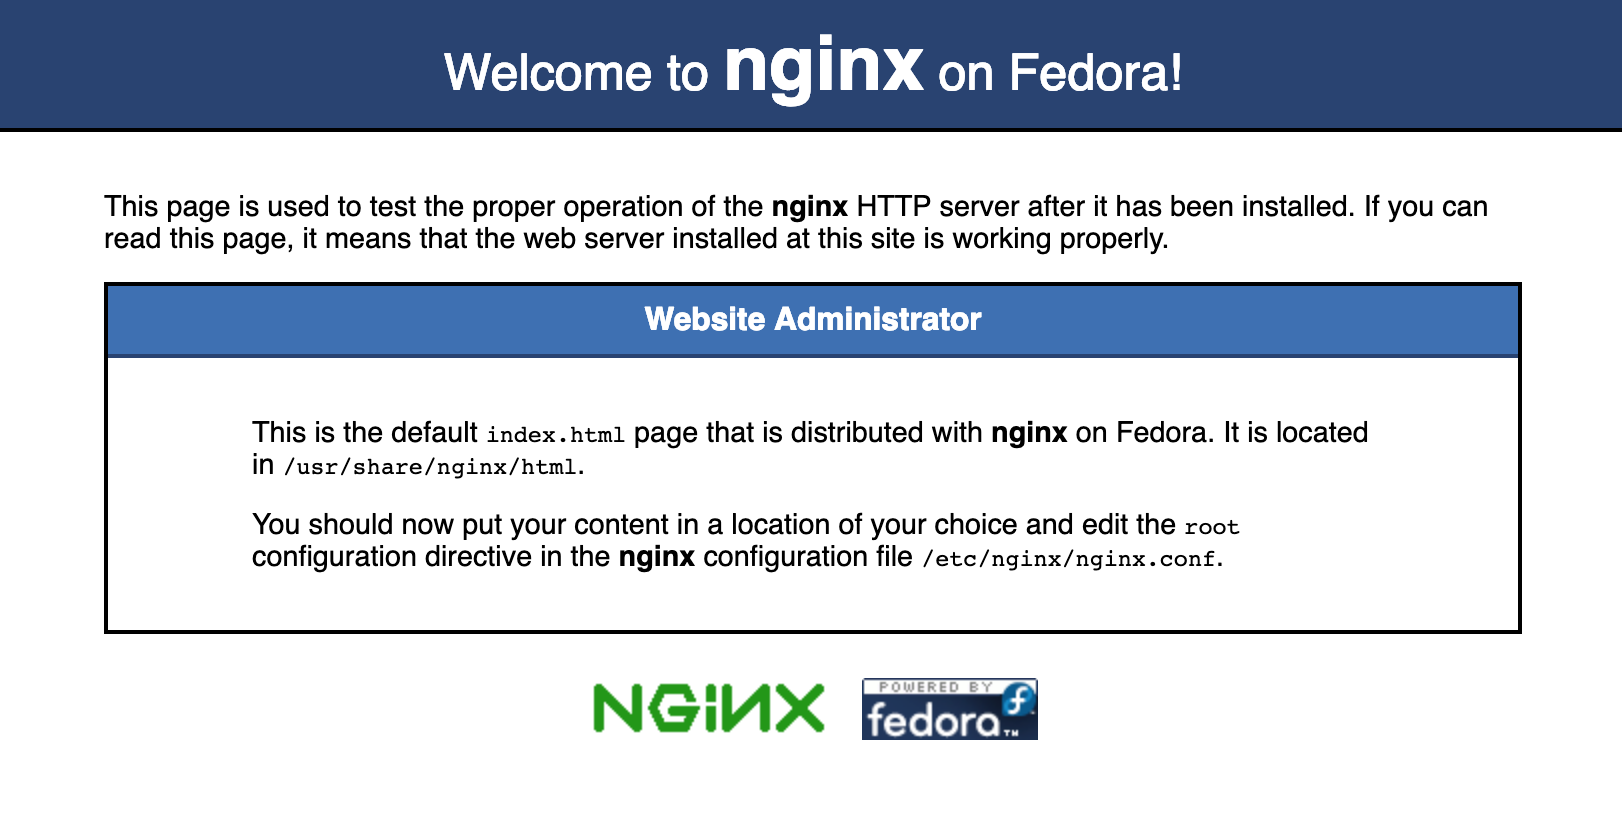 Welcome to nginx on Fedora!
This page is used to test the proper operation of the nginx HTTP server after it has been installed. If you can
read this page, it means that the web server installed at this site is working properly.
Website Administrator
This is the default index.html page that is distributed with nginx on Fedora. It is located
in /usr/share/nginx/html.
You should now put your content in a location of your choice and edit the root
configuration directive in the nginx configuration file /etc/nginx/nginx.conf.
NGiNX
POWERED BY
fedora™